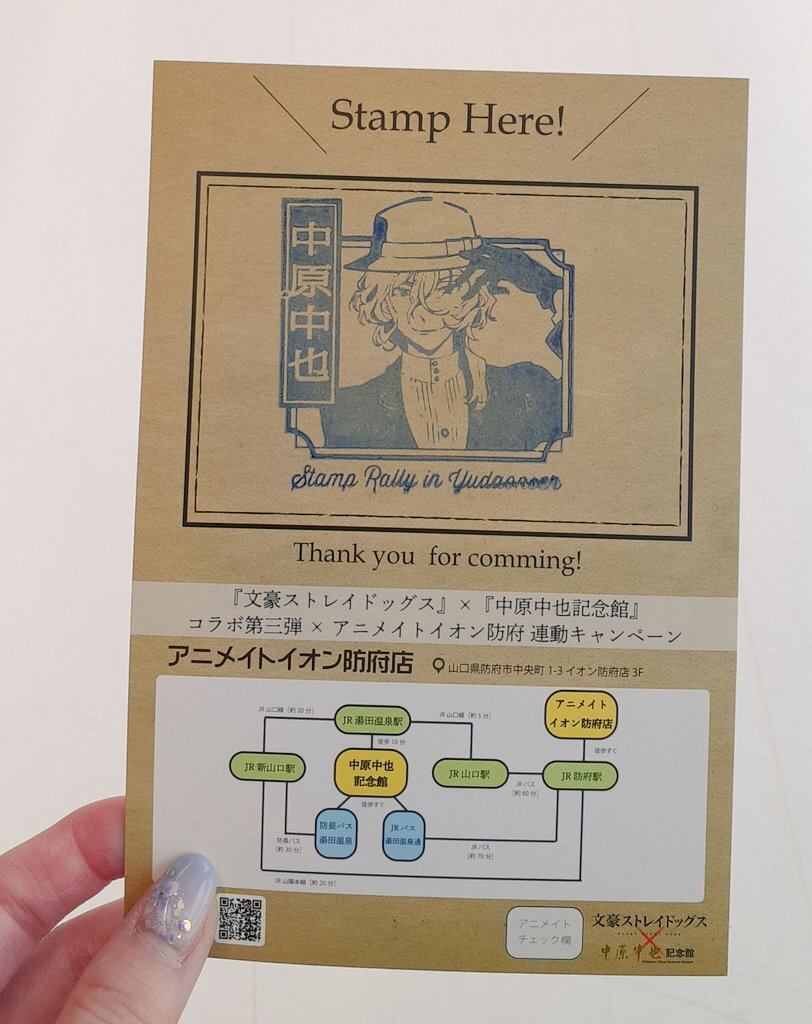 Stamp Here!
中原中也
Stamp Rally in Yudaonsen
Thank you for comming!
『文豪ストレイドッグス』×『中原中也記念館』
コラボ第三弾 × アニメイトイオン防府 連動キャンペーン
アニメイトイオン防府店 山口県防府市中央町 1-3 イオン防府店 3F
JR 山口線［約 20 分］
JR 湯田温泉駅
JR 山口線［約 5 分］
アニメイト
イオン防府店
徒歩 10 分
徒歩すぐ
JR 新山口駅
中原中也
記念館
JR 山口駅
JR バス
［約 60 分］
JR 防府駅
徒歩すぐ
防長バス
湯田温泉
JR バス
湯田温泉通
防長バス
［約 30 分］
JR バス
［約 70 分］
JR 山陽本線［約 20 分］
アニメイト
チェック欄
文豪ストレイドッグス
×
中原中也記念館